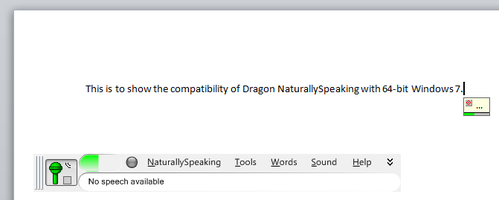 This is to show the compatibility of Dragon NaturallySpeaking with 64-bit Windows 7.
...
NaturallySpeaking Tools Words Sound Help
No speech available